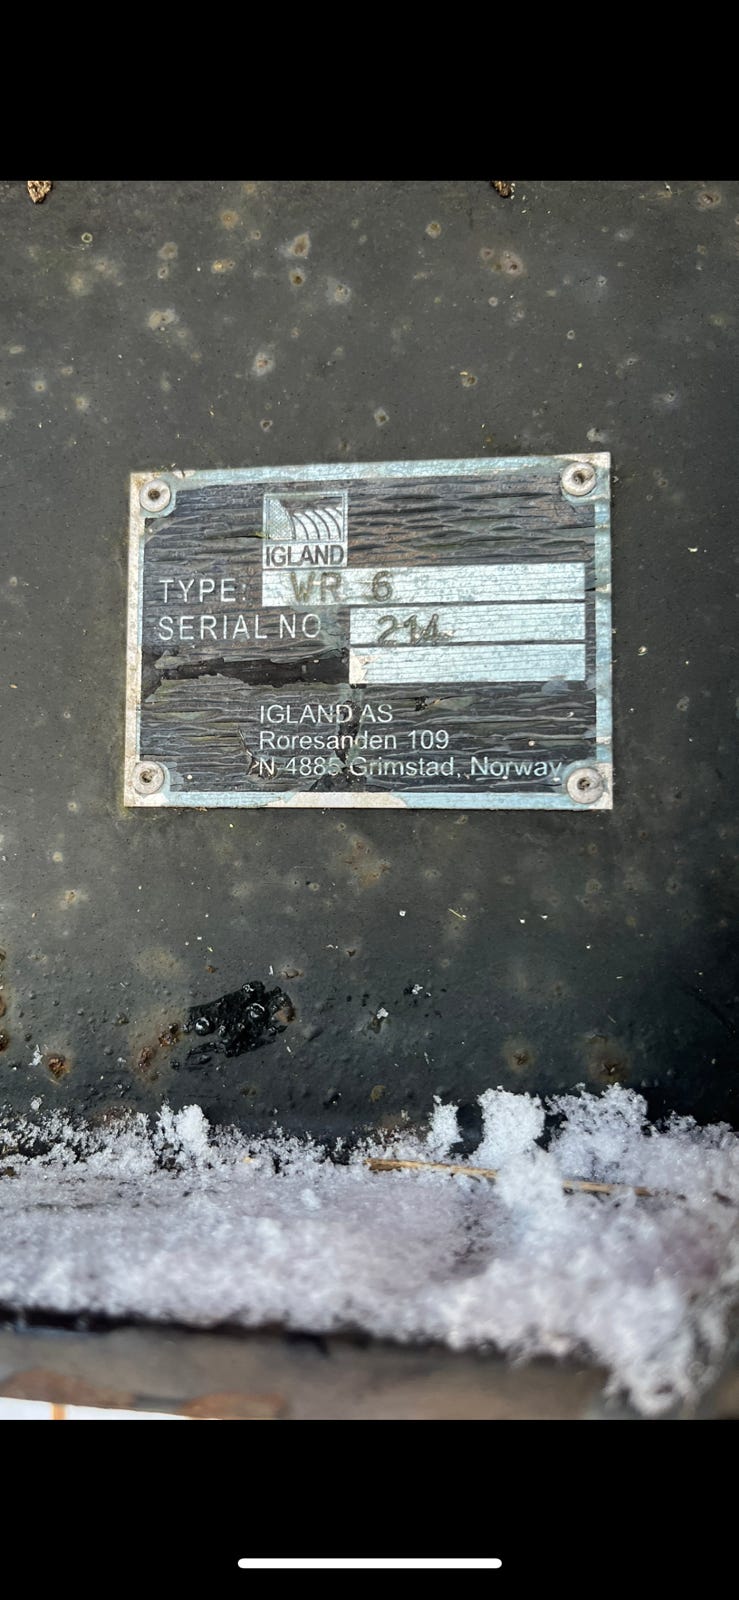 IGLAND
TYPE: WR 6
SERIAL NO 214
IGLAND AS
Roresanden 109
N-4885 Grimstad, Norway